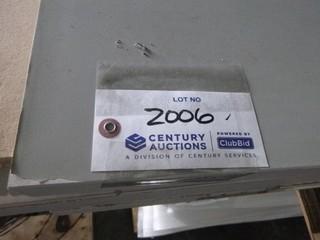 LOT NO
2006
CENTURY AUCTIONS
POWERED BY
ClubBid
A DIVISION OF CENTURY SERVICES